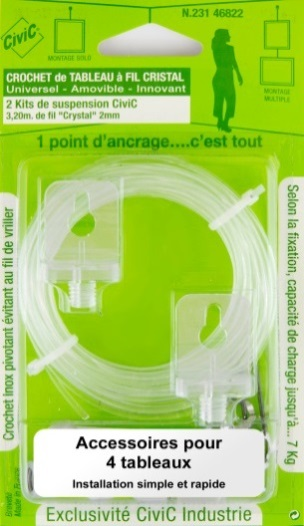 N.231 46822
CiviC
MONTAGE SOLO
MONTAGE
MULTIPLE
CROCHET de TABLEAU à FIL CRISTAL
Universel - Amovible - Innovant
2 Kits de suspension CiviC
3,20m. de fil "Crystal" 2mm
1 point d'ancrage....c'est tout
Crochet Inox pivotant évitant au fil de vriller
Selon la fixation, capacité de charge jusqu'à... 7 Kg
Accessoires pour
4 tableaux
Installation simple et rapide
Made in France
Exclusivité CiviC Industrie